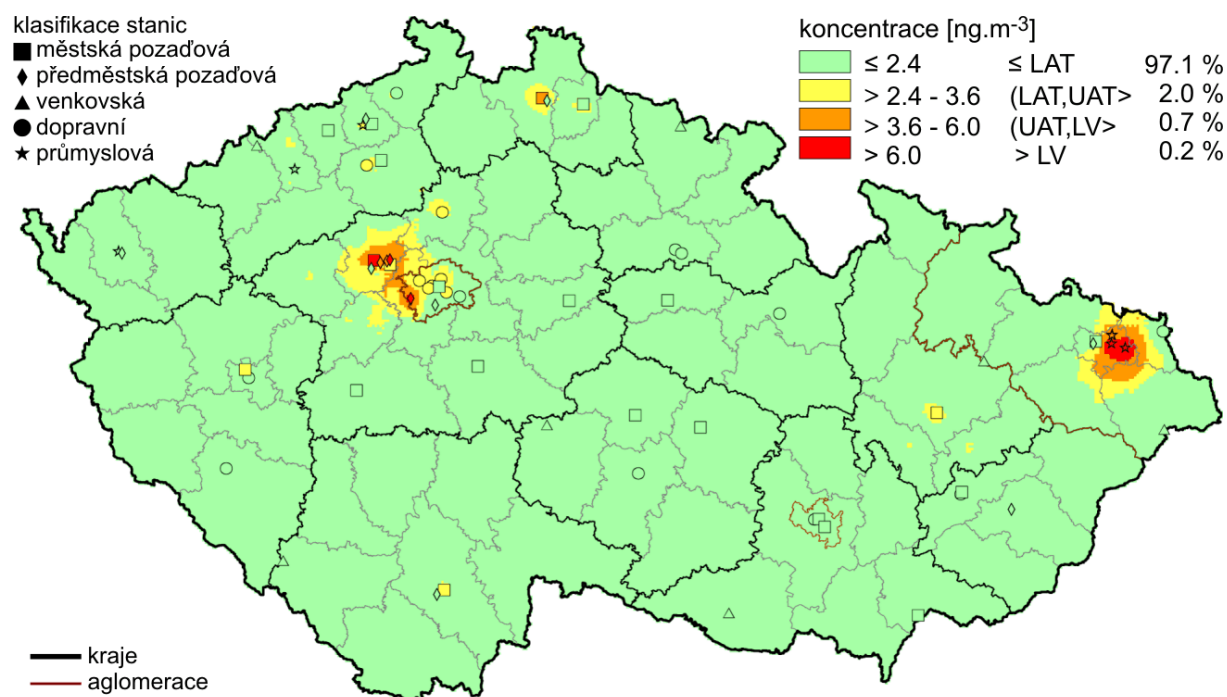 klasifikace stanic
městská pozaďová
předměstská pozaďová
venkovská
dopravní
průmyslová
koncentrace [ng.m-3]
≤ 2.4 ≤ LAT 97.1 %
> 2.4 - 3.6 (LAT,UAT> 2.0 %
> 3.6 - 6.0 (UAT,LV> 0.7 %
> 6.0 > LV 0.2 %
kraje
aglomerace